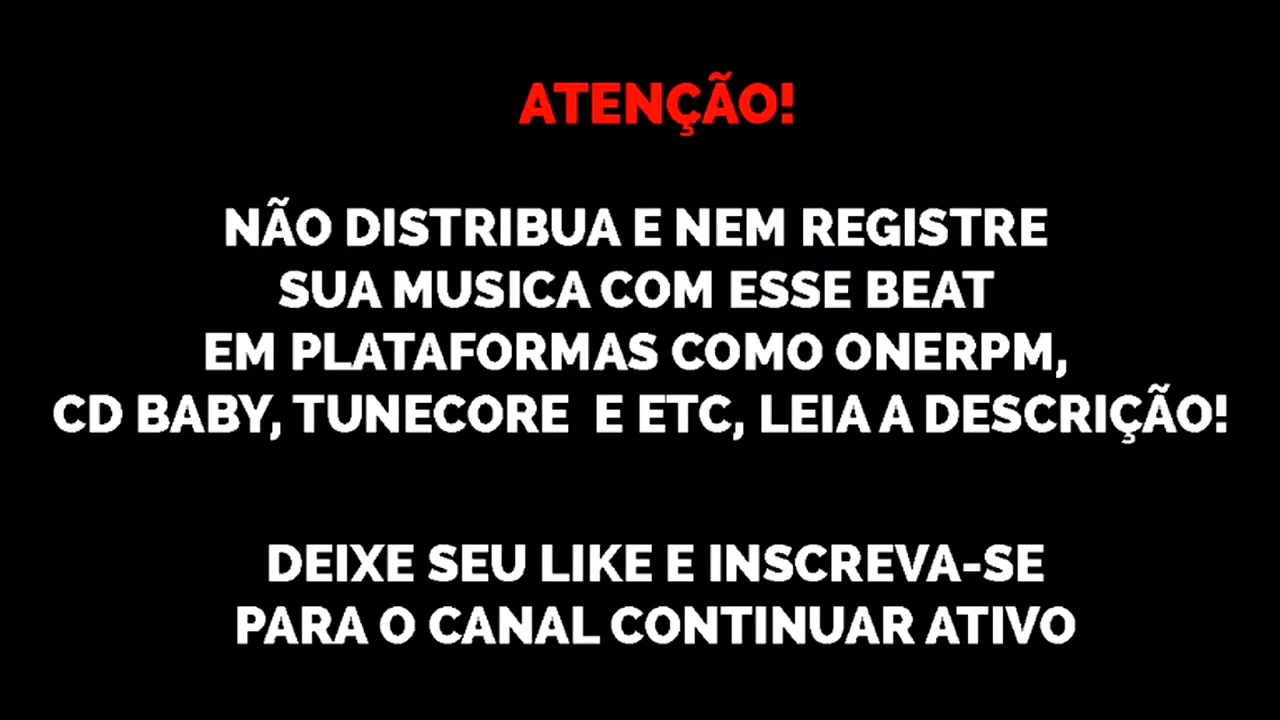 ATENÇÃO!
NÃO DISTRIBUA E NEM REGISTRE
SUA MUSICA COM ESSE BEAT
EM PLATAFORMAS COMO ONERPM,
CD BABY, TUNECORE  E ETC, LEIA A DESCRIÇÃO!
DEIXE SEU LIKE E INSCREVA-SE
PARA O CANAL CONTINUAR ATIVO